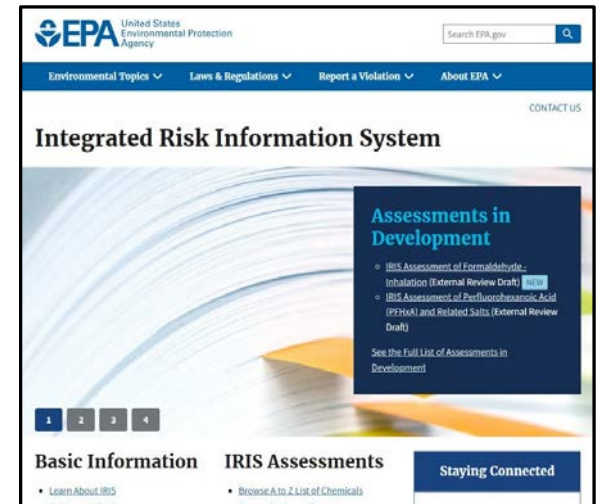 EPA United States
Environmental Protection
Agency
Search EPA.gov
Environmental Topics Laws & Regulations Report a Violation About EPA
CONTACT US
Integrated Risk Information System
Assessments in
Development
IRIS Assessment of Formaldehyde -
Inhalation (External Review Draft) NEW
IRIS Assessment of Perfluorohexanoic Acid
(PFHxA) and Related Salts (External Review
Draft)
See the Full List of Assessments in
Development
1 2 3 4
Basic Information IRIS Assessments Staying Connected
Learn About IRIS Browse A to Z List of Chemicals